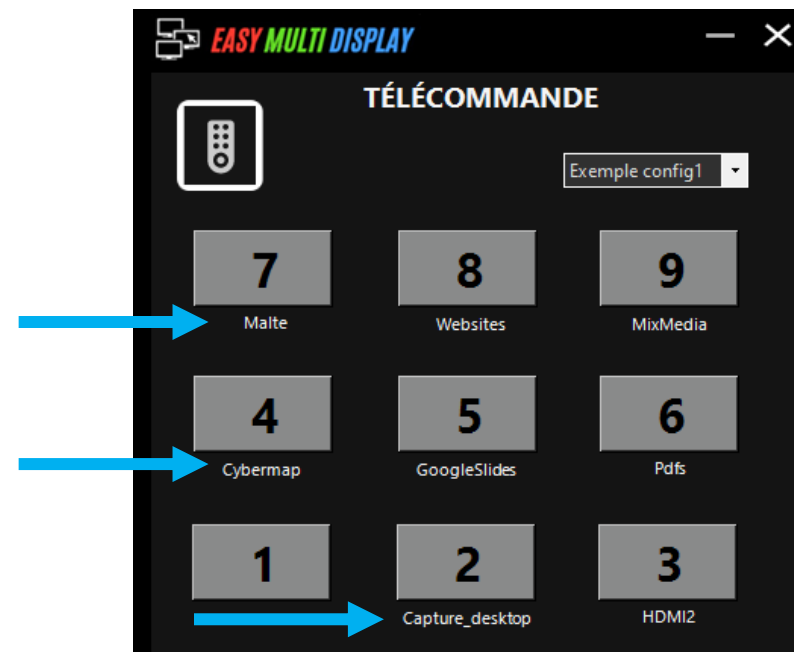 EASY MULTI DISPLAY
TÉLÉCOMMANDE
Exemple config1
7 8 9
Malte Websites MixMedia
4 5 6
Cybermap GoogleSlides Pdfs
1 2 3
Capture_desktop HDMI2